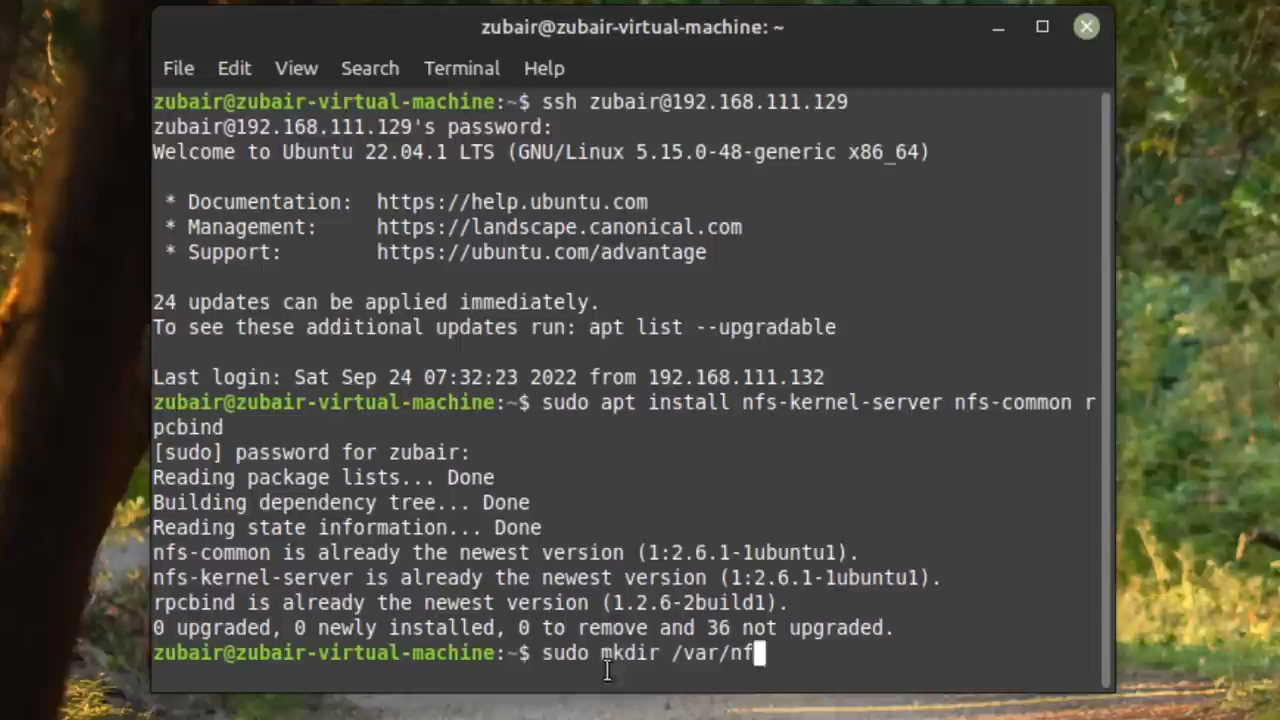 zubair@zubair-virtual-machine: ~
File Edit View Search Terminal Help
zubair@zubair-virtual-machine:~$ ssh zubair@192.168.111.129
zubair@192.168.111.129's password:
Welcome to Ubuntu 22.04.1 LTS (GNU/Linux 5.15.0-48-generic x86_64)
* Documentation: https://help.ubuntu.com
* Management: https://landscape.canonical.com
* Support: https://ubuntu.com/advantage
24 updates can be applied immediately.
To see these additional updates run: apt list --upgradable
Last login: Sat Sep 24 07:32:23 2022 from 192.168.111.132
zubair@zubair-virtual-machine:~$ sudo apt install nfs-kernel-server nfs-common r
pcbind
[sudo] password for zubair:
Reading package lists... Done
Building dependency tree... Done
Reading state information... Done
nfs-common is already the newest version (1:2.6.1-1ubuntu1).
nfs-kernel-server is already the newest version (1:2.6.1-1ubuntu1).
rpcbind is already the newest version (1.2.6-2build1).
0 upgraded, 0 newly installed, 0 to remove and 36 not upgraded.
zubair@zubair-virtual-machine:~$ sudo mkdir /var/nf